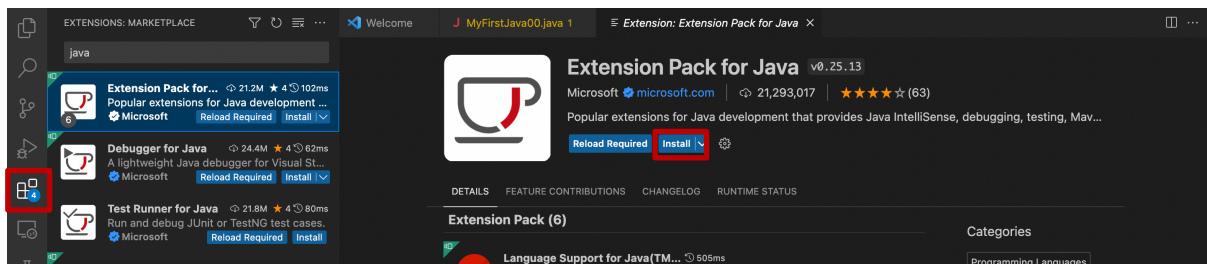 EXTENSIONS: MARKETPLACE
java
Extension Pack for... 21.2M ★ 4 102ms
Popular extensions for Java development ...
Microsoft Reload Required Install
6
Debugger for Java 24.4M ★ 4 62ms
A lightweight Java debugger for Visual St...
Microsoft Reload Required Install
Test Runner for Java 21.8M ★ 4 80ms
Run and debug JUnit or TestNG test cases.
Microsoft Reload Required Install
4
Welcome J MyFirstJava00.java 1 Extension: Extension Pack for Java ×
Extension Pack for Java v0.25.13
Microsoft microsoft.com 21,293,017 ★★★★☆ (63)
Popular extensions for Java development that provides Java IntelliSense, debugging, testing, Mav...
Reload Required Install
DETAILS FEATURE CONTRIBUTIONS CHANGELOG RUNTIME STATUS
Extension Pack (6)
Language Support for Java(TM... 505ms
Categories
Programming Languages